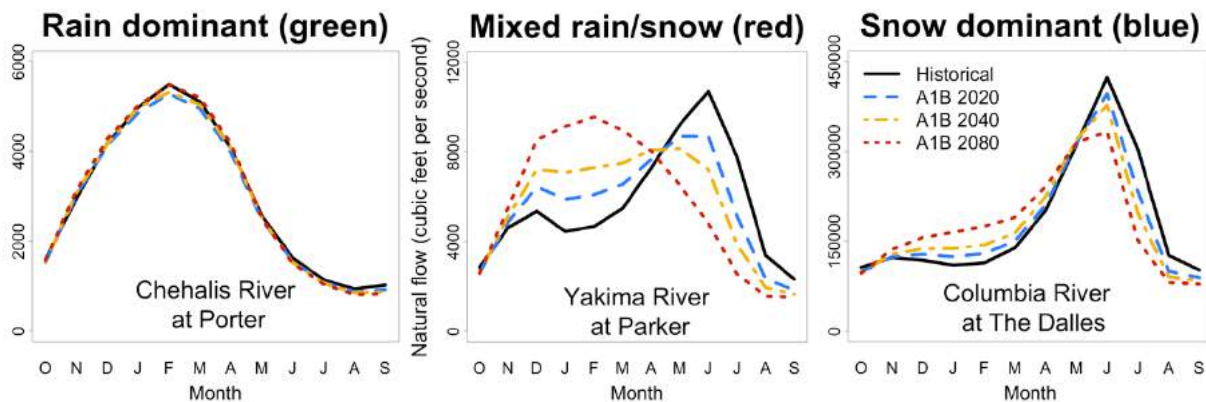 Rain dominant (green)
6000
4000
2000
0
Chehalis River
at Porter
O N D J F M A M J J A S
Month
Mixed rain/snow (red)
Natural flow (cubic feet per second)
12000
8000
4000
0
Yakima River
at Parker
O N D J F M A M J J A S
Month
Snow dominant (blue)
450000
300000
150000
0
Historical
A1B 2020
A1B 2040
A1B 2080
Columbia River
at The Dalles
O N D J F M A M J J A S
Month